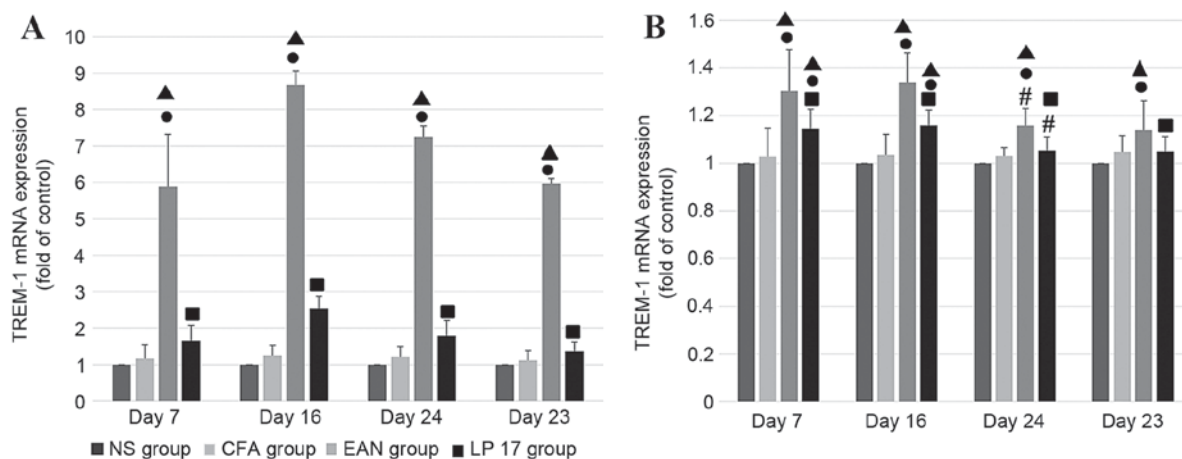 A
TREM-1 mRNA expression
(fold of control)
10
9
8
7
6
5
4
3
2
1
0
Day 7 Day 16 Day 24 Day 23
NS group CFA group EAN group LP 17 group
B
TREM-1 mRNA expression
(fold of control)
1.6
1.4
1.2
1
0.8
0.6
0.4
0.2
0
# #
Day 7 Day 16 Day 24 Day 23